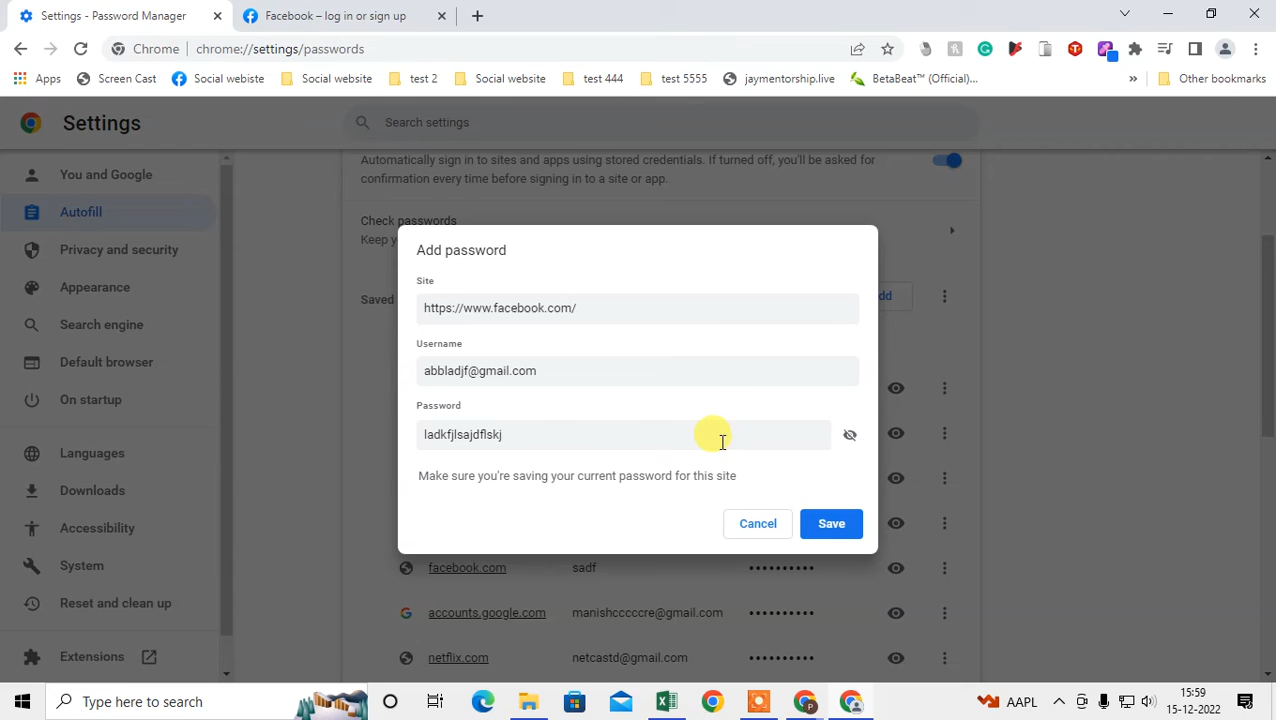 Settings - Password Manager
Facebook – log in or sign up
Chrome
chrome://settings/passwords
Apps
Screen Cast
Social webiste
Social website
test 2
Social website
test 444
test 5555
jaymentorship.live
BetaBeat™ (Official)...
»
Other bookmarks
Settings
Search settings
Automatically sign in to sites and apps using stored credentials. If turned off, you'll be asked for
confirmation every time before signing in to a site or app.
You and Google
Autofill
Privacy and security
Appearance
Search engine
Default browser
On startup
Languages
Downloads
Accessibility
System
Reset and clean up
Extensions
Check passwords
Keep
Saved
dd
Add password
Site
https://www.facebook.com/
Username
abbladjf@gmail.com
Password
ladkfjlsajdflskj
Make sure you're saving your current password for this site
Cancel
Save
facebook.com sadf ••••••••••
accounts.google.com manishcccccre@gmail.com ••••••••••
netflix.com netcastd@gmail.com ••••••••••
Type here to search
AAPL
15:59
15-12-2022